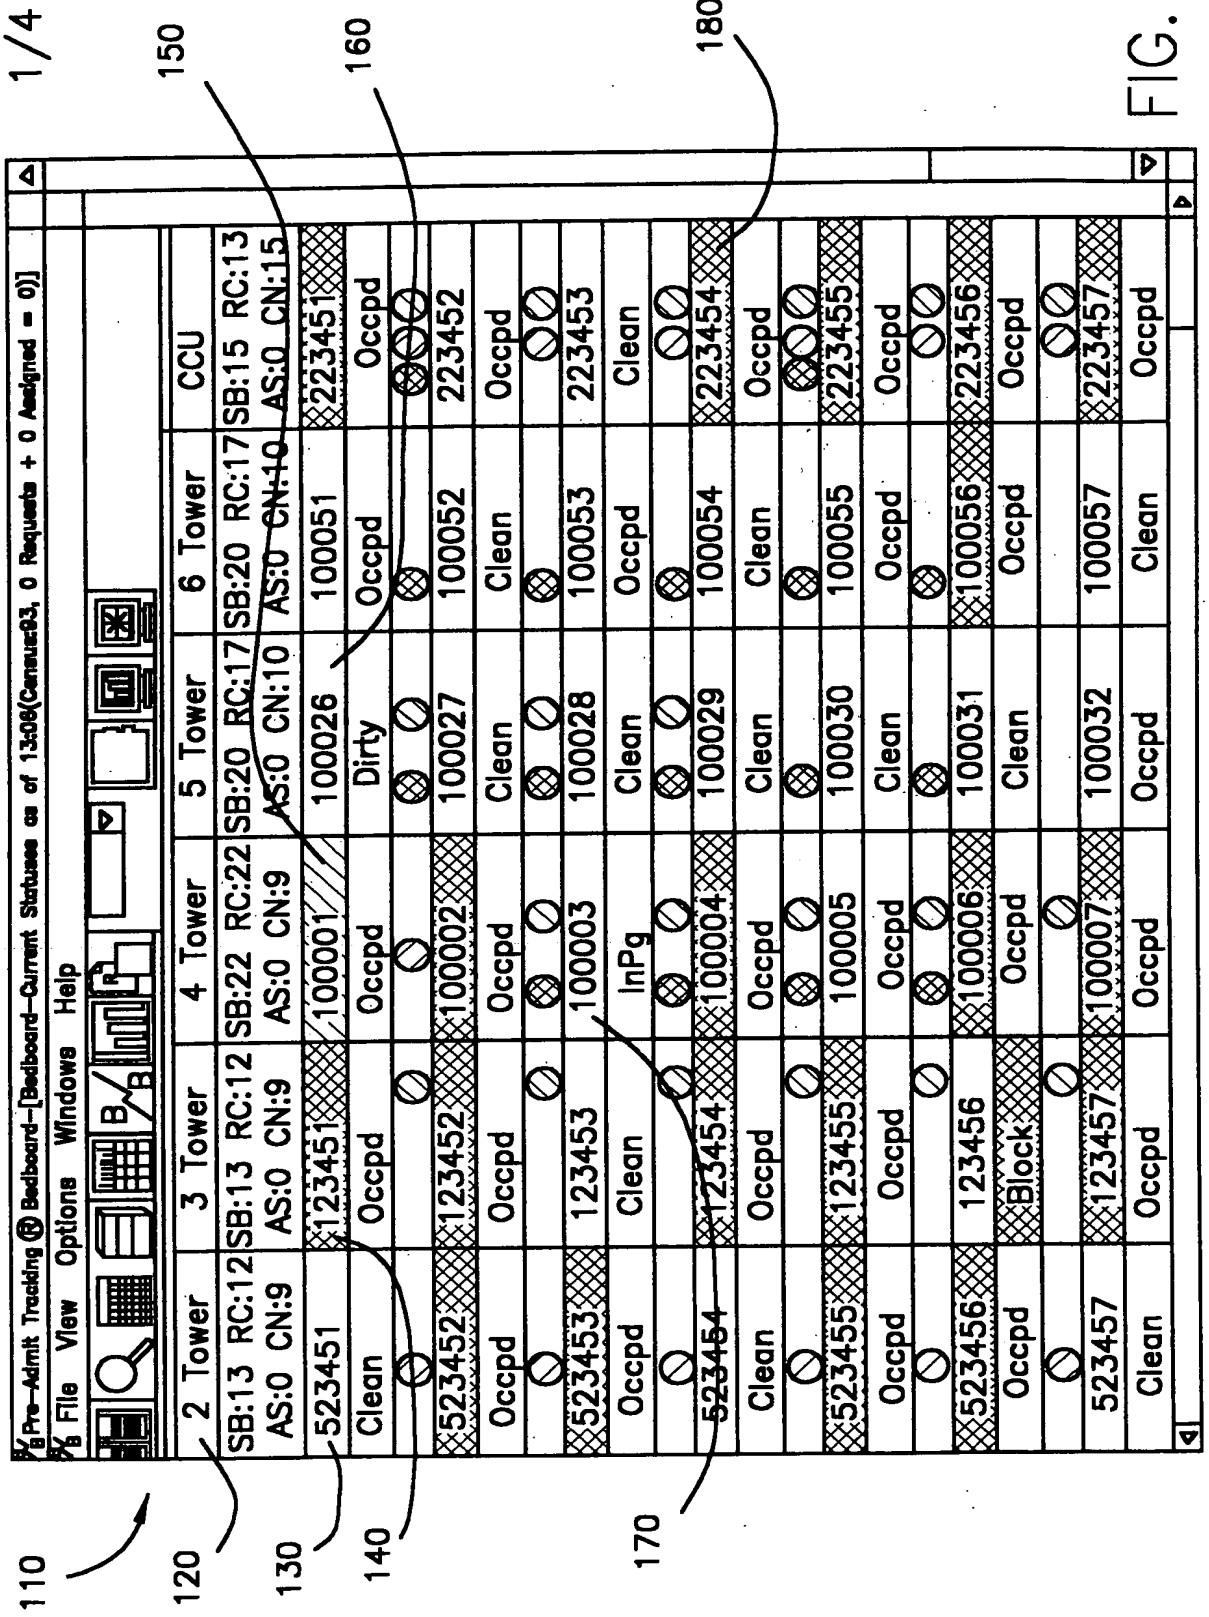 1/4
110
120
130
140
150
160
170
180
Pre-Admit Tracking ® Bedboard-[Bedboard-Current Statuses as of 13:06(Census:93, 0 Requests + 0 Assigned = 0)]
File View Options Windows Help
B/B
R
2 Tower 3 Tower 4 Tower 5 Tower 6 Tower CCU
SB:13 RC:12 SB:13 RC:12 SB:22 RC:22 SB:20 RC:17 SB:20 RC:17 SB:15 RC:13
AS:0 CN:9 AS:0 CN:9 AS:0 CN:9 AS:0 CN:10 AS:0 CN:10 AS:0 CN:15
523451 123451 100001 100026 100051 223451
Clean Occpd Occpd Dirty Occpd Occpd
523452 123452 100002 100027 100052 223452
Occpd Occpd Occpd Clean Clean Occpd
523453 123453 100003 100028 100053 223453
Occpd Clean InPg Clean Occpd Clean
523454 123454 100004 100029 100054 223454
Clean Occpd Occpd Clean Clean Occpd
523455 123455 100005 100030 100055 223455
Occpd Occpd Occpd Clean Occpd Occpd
523456 123456 100006 100031 100056 223456
Occpd Block Occpd Clean Occpd Occpd
523457 123457 100007 100032 100057 223457
Clean Occpd Occpd Occpd Clean Occpd
FIG.